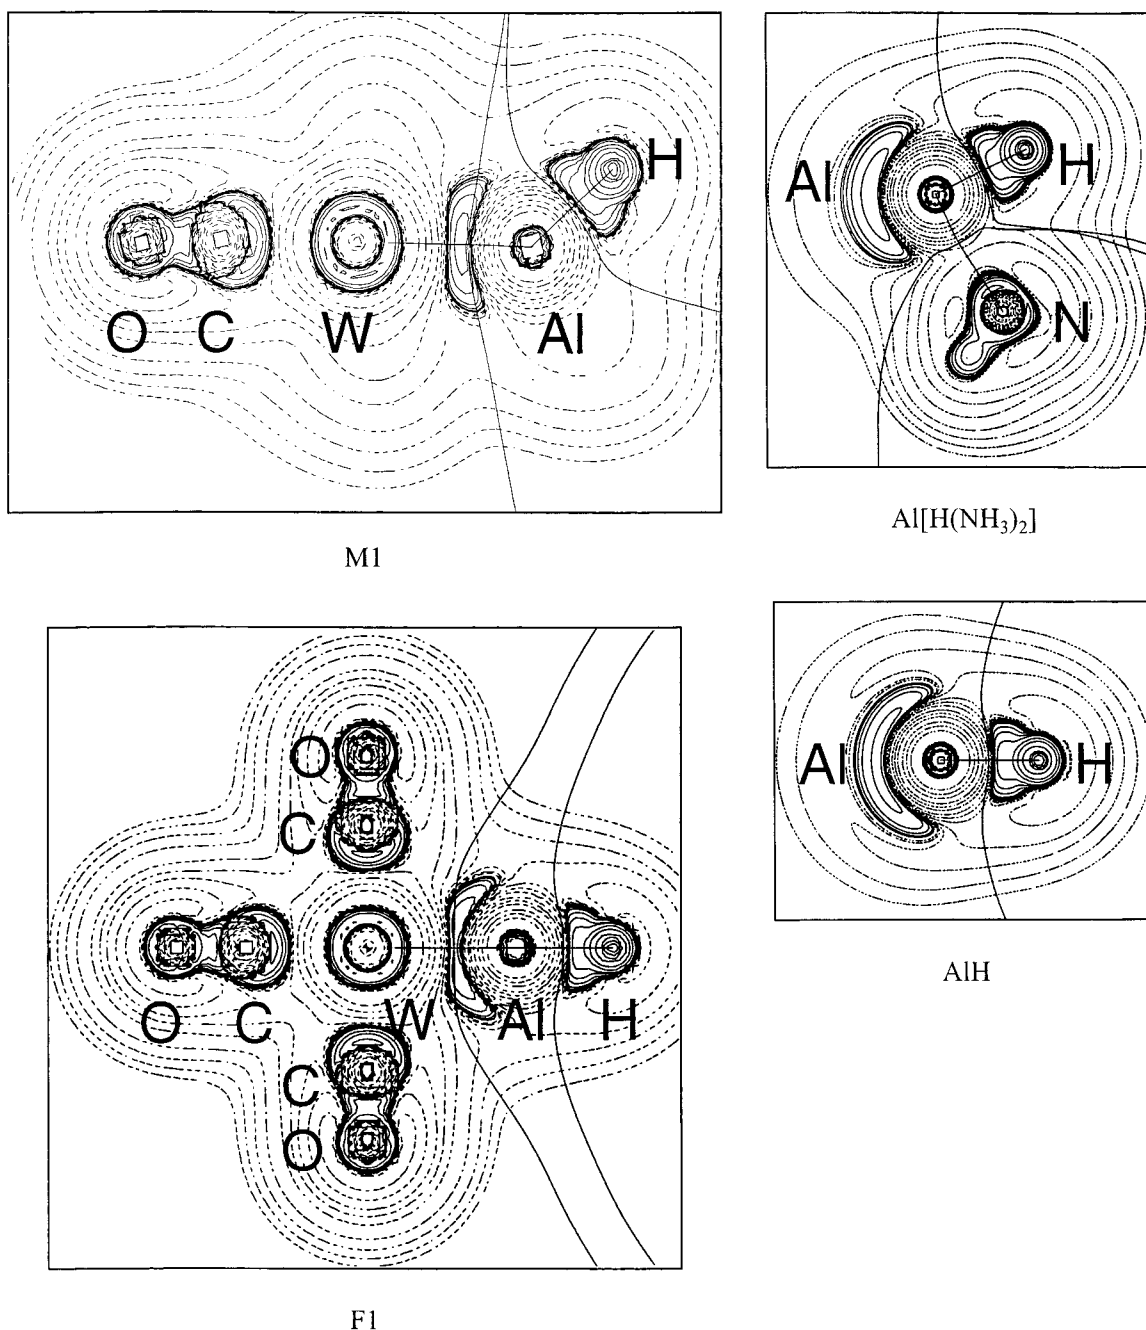 H
O C W Al
M1
Al
H
N
Al[H(NH₃)₂]
O
C
O C W Al H
C
O
F1
Al H
AlH